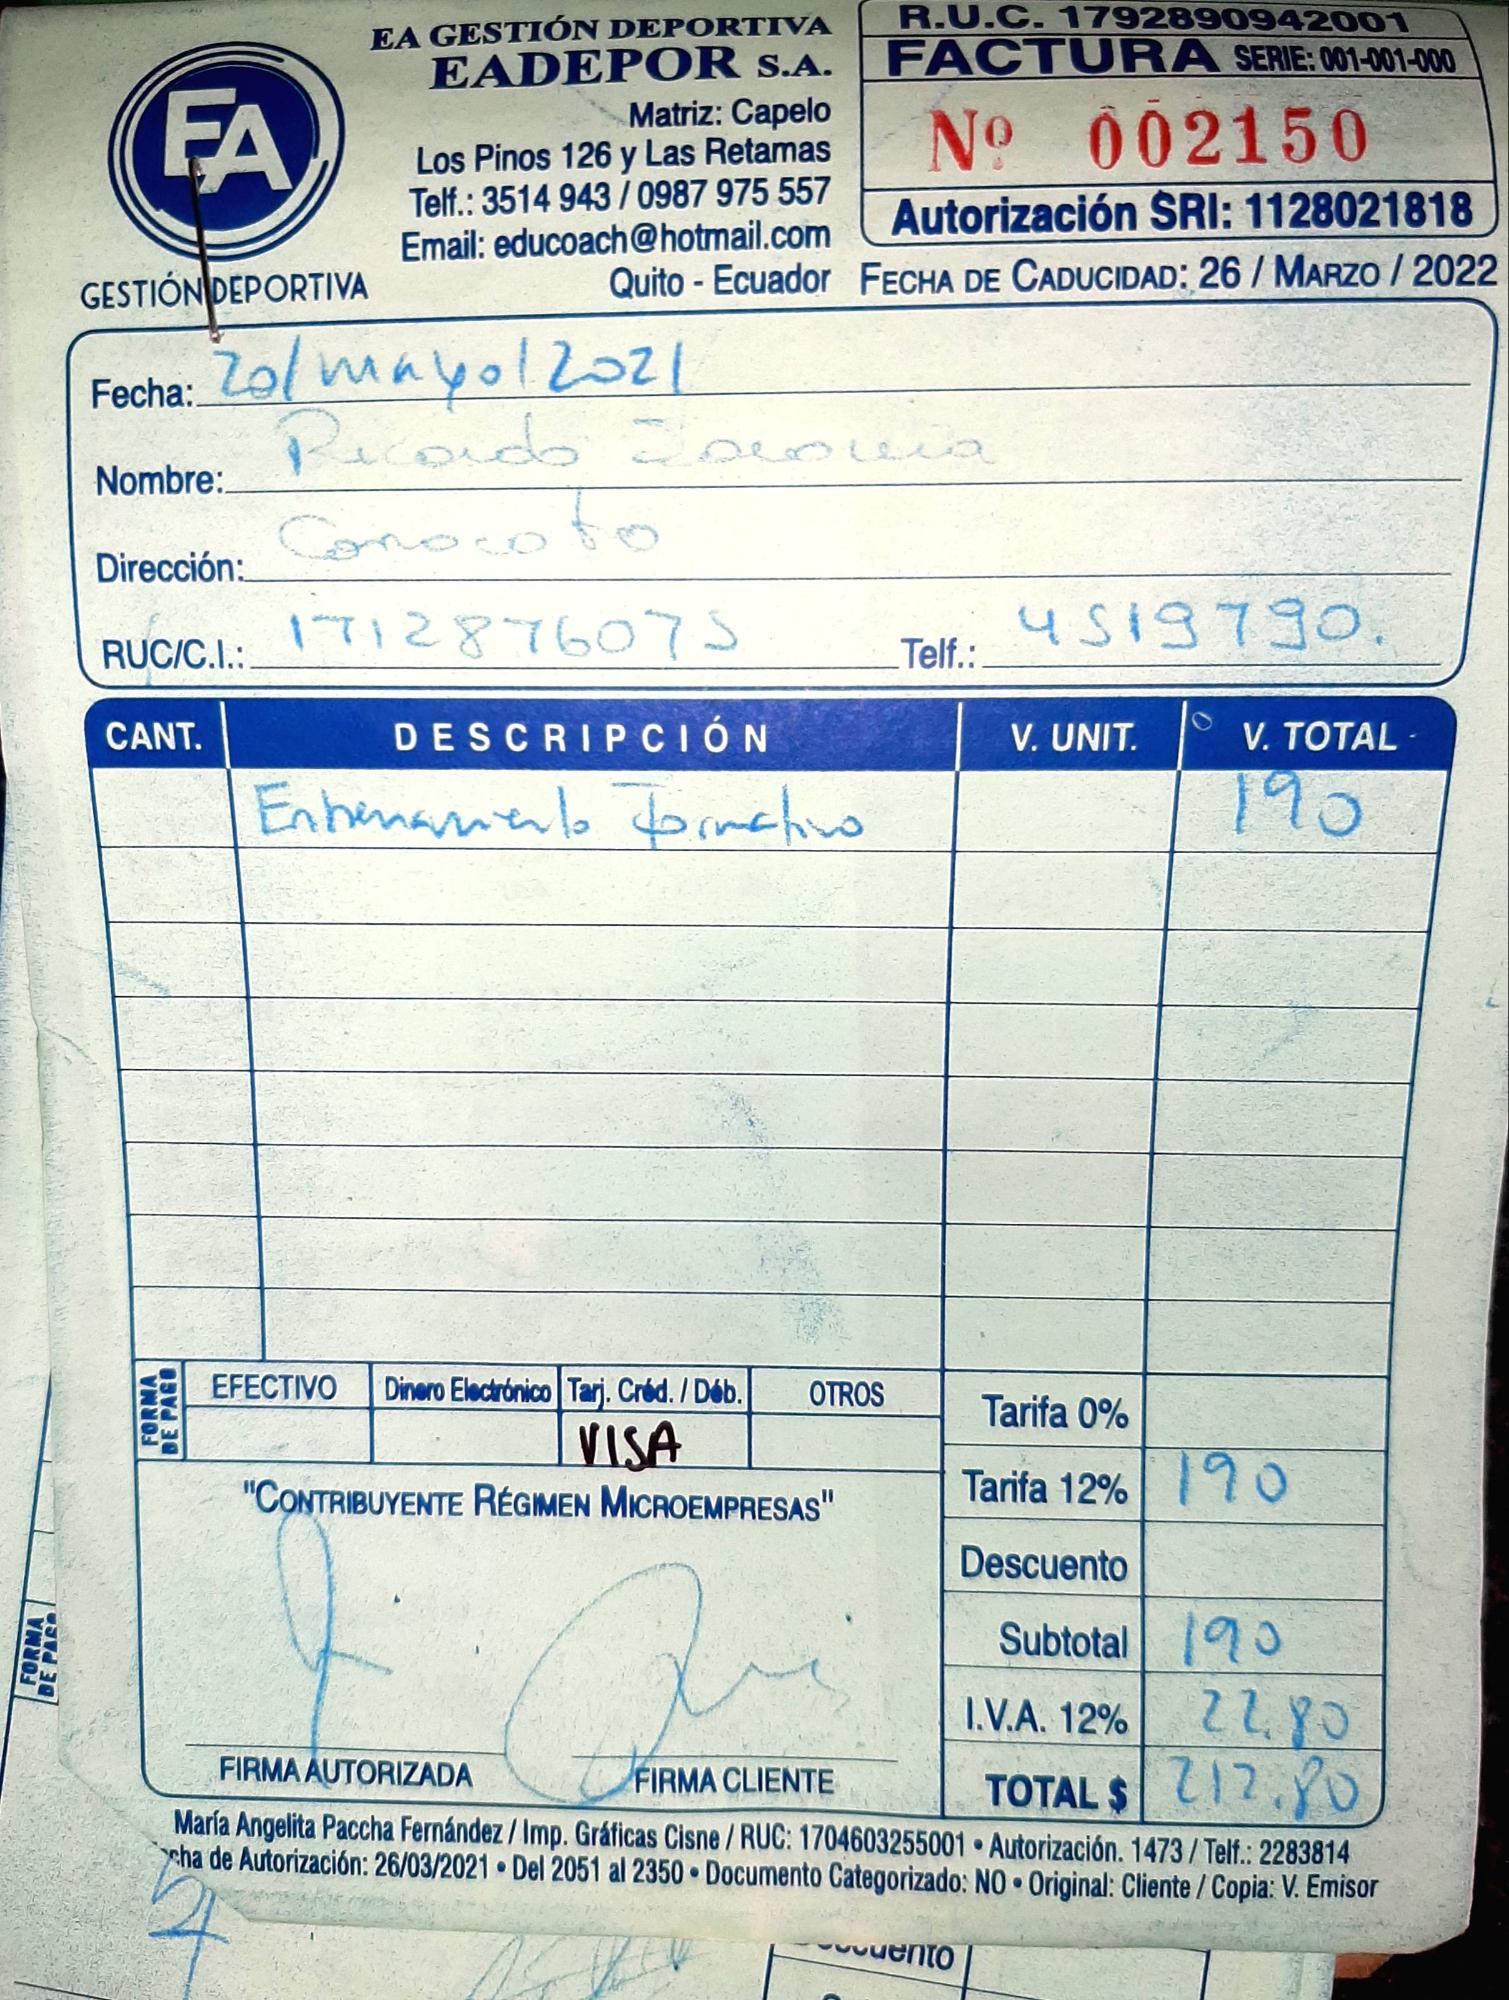 EA GESTIÓN DEPORTIVA
EADEPOR S.A.
Matriz: Capelo
Los Pinos 126 y Las Retamas
Telf.: 3514 943 / 0987 975 557
Email: educoach@hotmail.com
Quito - Ecuador
EA
GESTIÓN DEPORTIVA
R.U.C. 1792890942001
FACTURA SERIE: 001-001-000
Nº 002150
Autorización SRI: 1128021818
FECHA DE CADUCIDAD: 26 / MARZO / 2022
Fecha: 20/mayo/2021
Nombre: Ricardo
Dirección: Conocoto
RUC/C.I.: 1712876075 Telf.: 4519790.
CANT. DESCRIPCIÓN V. UNIT. V. TOTAL
Entrenamiento Formativo 190
FORMA DE PAGO
EFECTIVO Dinero Electrónico Tarj. Créd. / Déb. OTROS
VISA
Tarifa 0%
Tarifa 12% 190
Descuento
Subtotal 190
I.V.A. 12% 22.80
TOTAL $ 212.80
"CONTRIBUYENTE RÉGIMEN MICROEMPRESAS"
FIRMA AUTORIZADA FIRMA CLIENTE
María Angelita Paccha Fernández / Imp. Gráficas Cisne / RUC: 1704603255001 • Autorización. 1473 / Telf.: 2283814
cha de Autorización: 26/03/2021 • Del 2051 al 2350 • Documento Categorizado: NO • Original: Cliente / Copia: V. Emisor
FORMA
DE PAGO